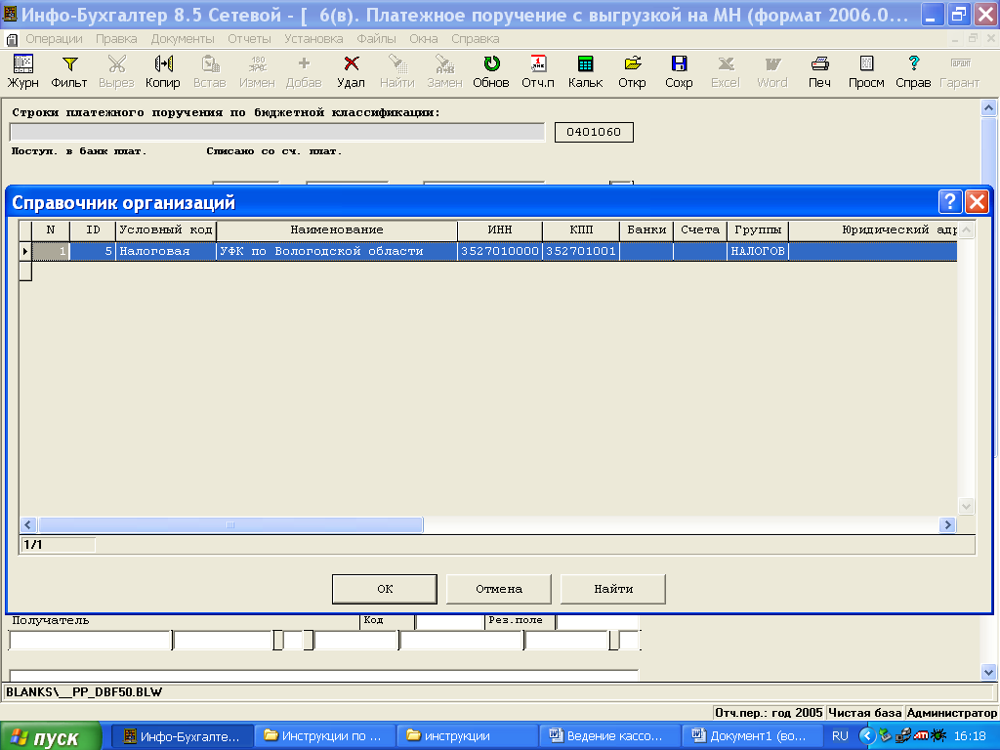 Инфо-Бухгалтер 8.5 Сетевой - [ 6(в). Платежное поручение с выгрузкой на МН (формат 2006.0...
Операции Правка Документы Отчеты Установка Файлы Окна Справка
Журн Фильт Вырез Копир Встав Измен Добав Удал Найти Замен Обнов Отч.п Кальк Откр Сохр Excel Word Печ Просм Справ Гарант
Строки платежного поручения по бюджетной классификации:
0401060
Поступ. в банк плат. Списано со сч. плат.
Справочник организаций
N ID Условный код Наименование ИНН КПП Банки Счета Группы Юридический адр
1 5 Налоговая УФК по Вологодской области 3527010000 352701001 НАЛОГОВ
1/1
ОК Отмена Найти
Получатель Код Рез.поле
BLANKS\__PP_DBF50.BLW
Отч.пер.: год 2005 Чистая база Администратор
пуск Инфо-Бухгалте... Инструкции по ... инструкции Ведение кассо... Документ1 (во... RU 16:18